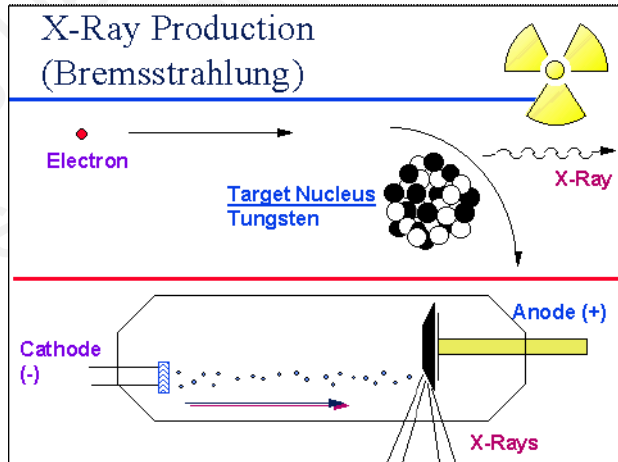 X-Ray Production
(Bremsstrahlung)
Electron
X-Ray
Target Nucleus
Tungsten
Anode (+)
Cathode
(-)
X-Rays